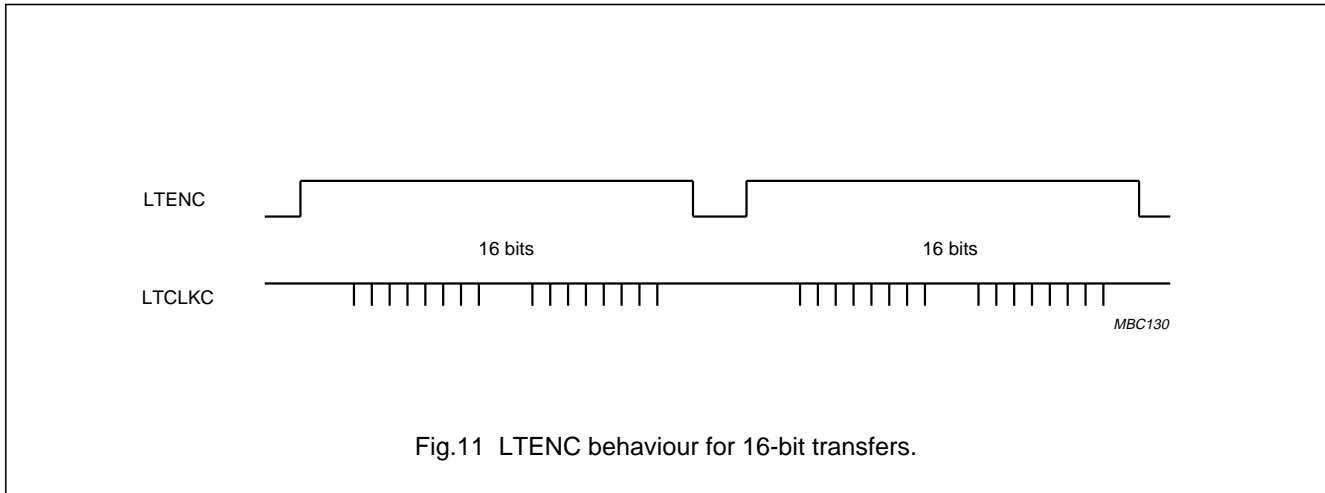 LTENC
16 bits 16 bits
LTCLKC
MBC130
Fig.11 LTENC behaviour for 16-bit transfers.